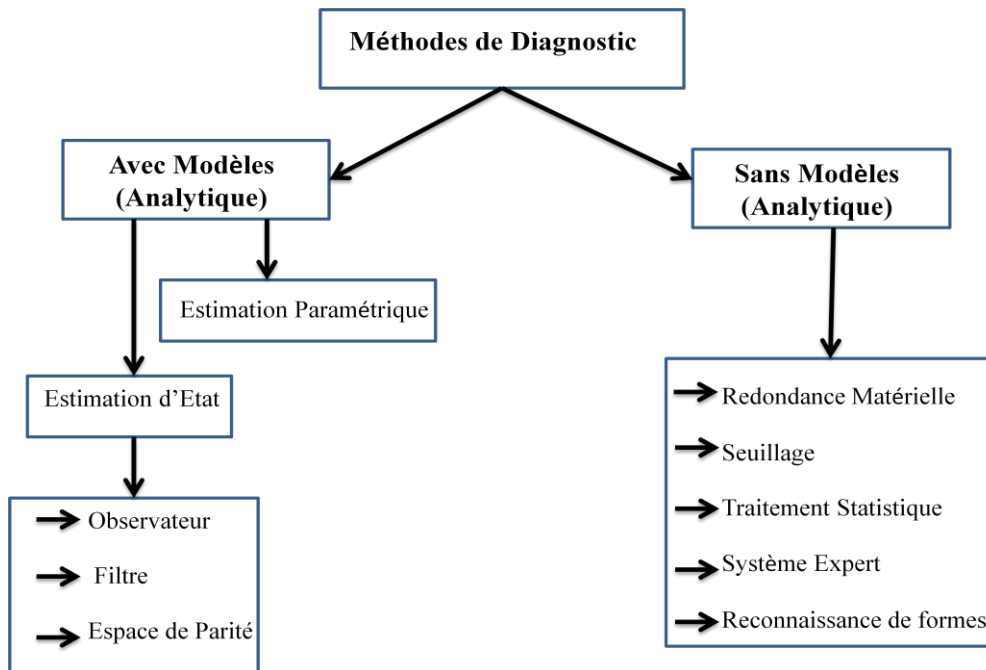 Méthodes de Diagnostic
Avec Modèles
(Analytique)
Sans Modèles
(Analytique)
Estimation Paramétrique
Estimation d'Etat
Observateur
Filtre
Espace de Parité
Redondance Matérielle
Seuillage
Traitement Statistique
Système Expert
Reconnaissance de formes